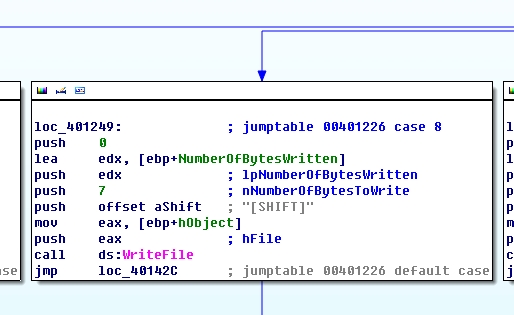 loc_401249: ; jumptable 00401226 case 8
push 0
lea edx, [ebp+NumberOfBytesWritten]
push edx ; lpNumberOfBytesWritten
push 7 ; nNumberOfBytesToWrite
push offset aShift ; "[SHIFT]"
mov eax, [ebp+hObject]
push eax ; hFile
call ds:WriteFile
jmp loc_40142C ; jumptable 00401226 default case